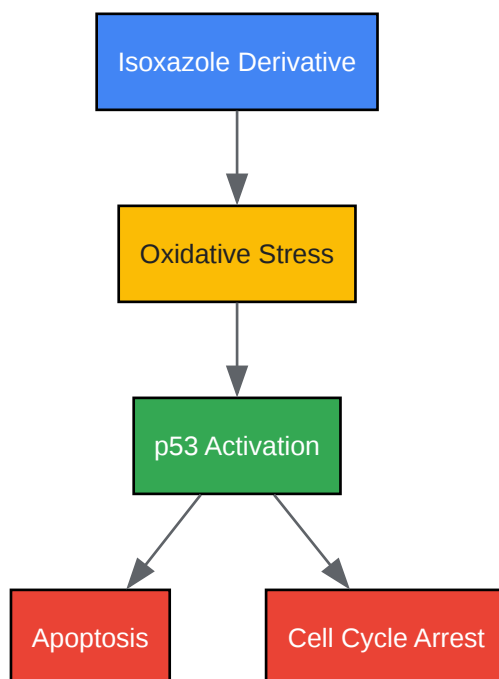 Isoxazole Derivative
Oxidative Stress
p53 Activation
Apoptosis
Cell Cycle Arrest